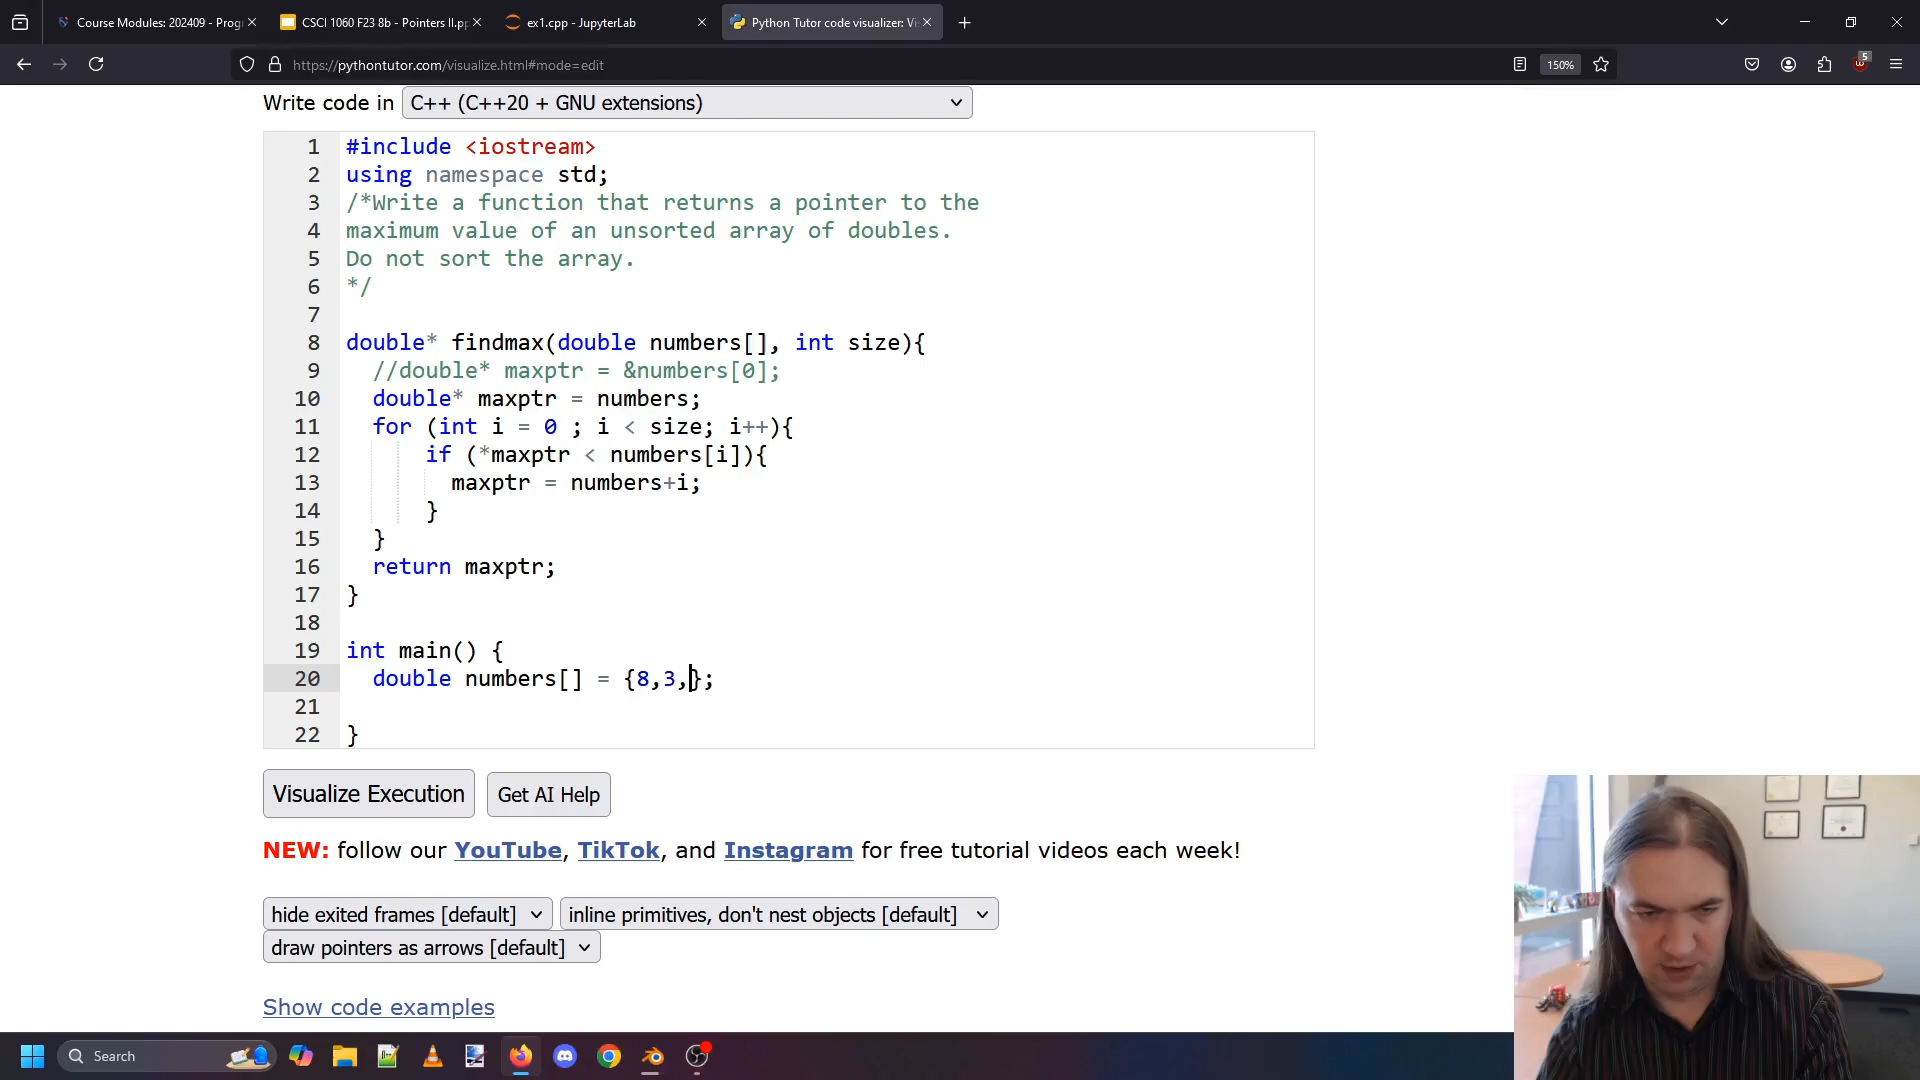 Course Modules: 202409 - Prog
CSCI 1060 F23 8b - Pointers II.pp
ex1.cpp - JupyterLab
Python Tutor code visualizer: Vi
https://pythontutor.com/visualize.html#mode=edit
150%
5
Write code in C++ (C++20 + GNU extensions)
1 #include <iostream>
2 using namespace std;
3 /*Write a function that returns a pointer to the
4 maximum value of an unsorted array of doubles.
5 Do not sort the array.
6 */
7
8 double* findmax(double numbers[], int size){
9 //double* maxptr = &numbers[0];
10 double* maxptr = numbers;
11 for (int i = 0 ; i < size; i++){
12 if (*maxptr < numbers[i]){
13 maxptr = numbers+i;
14 }
15 }
16 return maxptr;
17 }
18
19 int main() {
20 double numbers[] = {8,3,};
21
22 }
Visualize Execution Get AI Help
NEW: follow our YouTube, TikTok, and Instagram for free tutorial videos each week!
hide exited frames [default] inline primitives, don't nest objects [default]
draw pointers as arrows [default]
Show code examples
Search